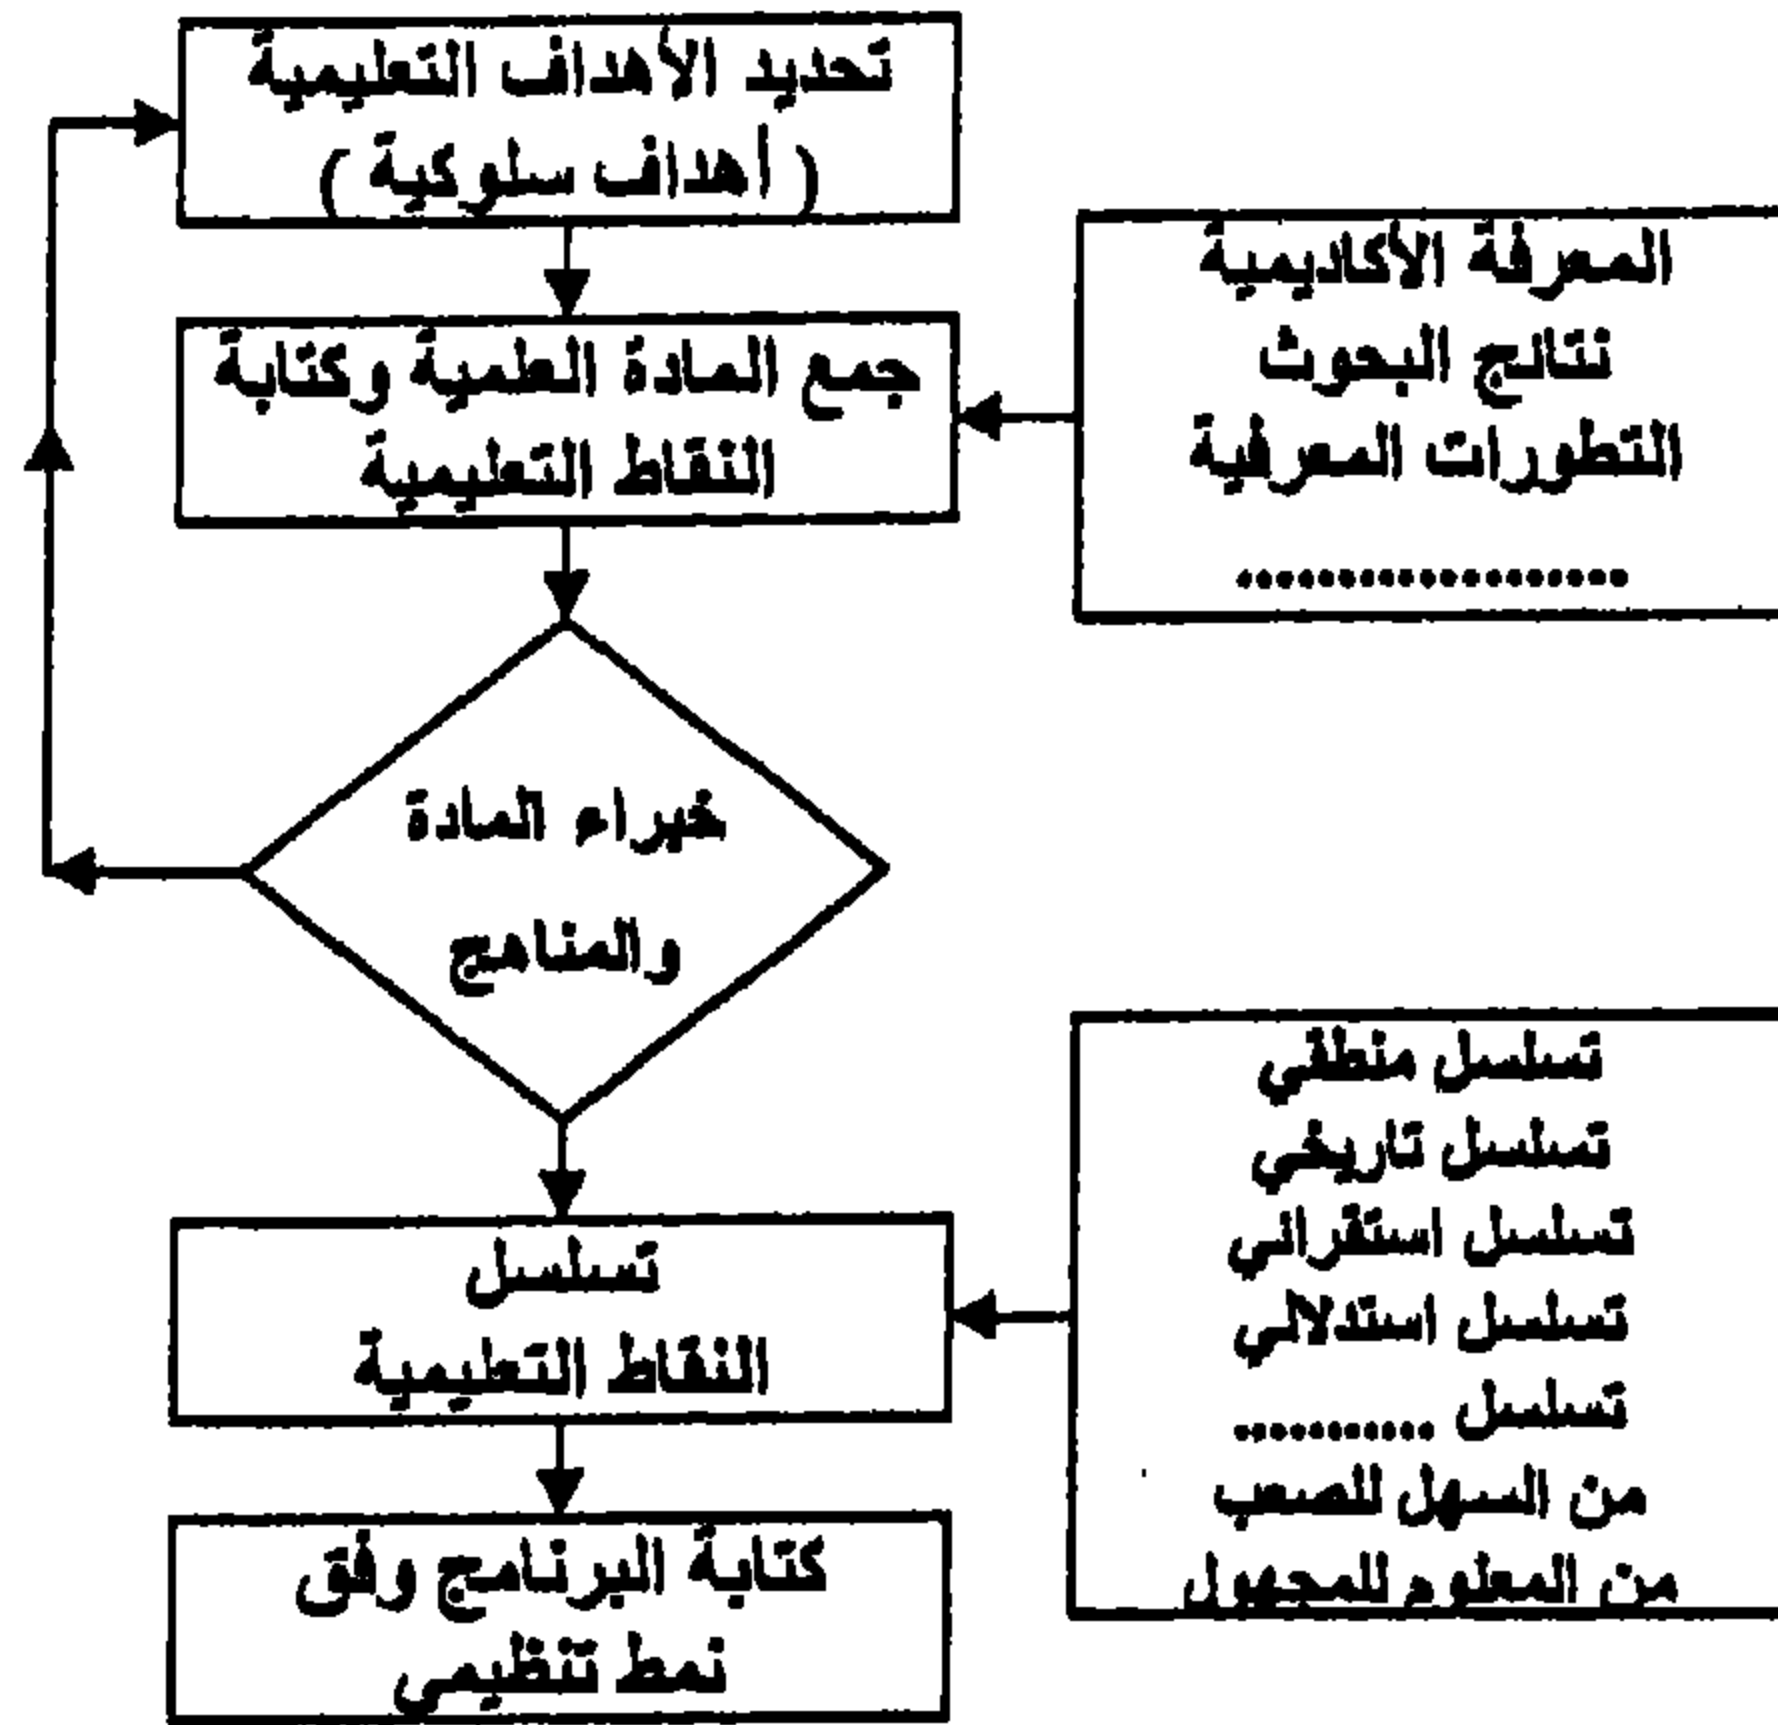 تحديد الأهداف التعليمية
( أهداف سلوكية )
المعرفة الأكاديمية
نتائج البحوث
التطورات المعرفية
...................
جمع المادة العلمية وكتابة
النقاط التعليمية
خبراء المادة
والمناهج
تسلسل منطقي
تسلسل تاريخي
تسلسل استقرائي
تسلسل استدلالي
تسلسل ...........
من السهل للصعب
من المعلوم للمجهول
تسلسل
النقاط التعليمية
كتابة البرنامج وفق
نمط تنظيمي